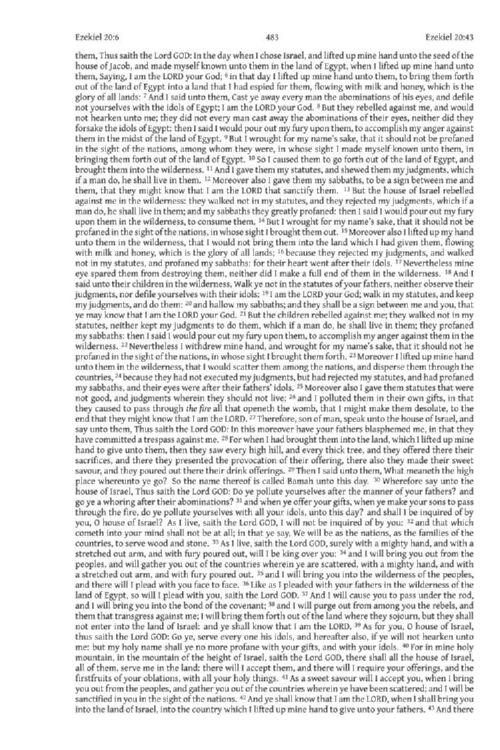 Ezekiel 20:6 483 Ezekiel 20:43
them, Thus saith the Lord GOD: In the day when I chose Israel, and lifted up mine hand unto the seed of the
house of Jacob, and made myself known unto them in the land of Egypt, when I lifted up mine hand unto
them, Saying, I am the LORD your God; 6 in that day I lifted up mine hand unto them, to bring them forth
out of the land of Egypt into a land that I had espied for them, flowing with milk and honey, which is the
glory of all lands: 7 And I said unto them, Cast ye away every man the abominations of his eyes, and defile
not yourselves with the idols of Egypt; I am the LORD your God. 8 But they rebelled against me, and would
not hearken unto me; they did not every man cast away the abominations of their eyes, neither did they
forsake the idols of Egypt: then I said I would pour out my fury upon them, to accomplish my anger against
them in the midst of the land of Egypt. 9 But I wrought for my name's sake, that it should not be profaned
in the sight of the nations, among whom they were, in whose sight I made myself known unto them, in
bringing them forth out of the land of Egypt. 10 So I caused them to go forth out of the land of Egypt, and
brought them into the wilderness. 11 And I gave them my statutes, and shewed them my judgments, which
if a man do, he shall live in them. 12 Moreover also I gave them my sabbaths, to be a sign between me and
them, that they might know that I am the LORD that sanctify them. 13 But the house of Israel rebelled
against me in the wilderness: they walked not in my statutes, and they rejected my judgments, which if a
man do, he shall live in them; and my sabbaths they greatly profaned: then I said I would pour out my fury
upon them in the wilderness, to consume them. 14 But I wrought for my name's sake, that it should not be
profaned in the sight of the nations, in whose sight I brought them out. 15 Moreover also I lifted up my hand
unto them in the wilderness, that I would not bring them into the land which I had given them, flowing
with milk and honey, which is the glory of all lands; 16 because they rejected my judgments, and walked
not in my statutes, and profaned my sabbaths: for their heart went after their idols. 17 Nevertheless mine
eye spared them from destroying them, neither did I make a full end of them in the wilderness. 18 And I
said unto their children in the wilderness, Walk ye not in the statutes of your fathers, neither observe their
judgments, nor defile yourselves with their idols: 19 I am the LORD your God; walk in my statutes, and keep
my judgments, and do them: 20 and hallow my sabbaths; and they shall be a sign between me and you, that
ye may know that I am the LORD your God. 21 But the children rebelled against me; they walked not in my
statutes, neither kept my judgments to do them, which if a man do, he shall live in them; they profaned
my sabbaths: then I said I would pour out my fury upon them, to accomplish my anger against them in the
wilderness. 22 Nevertheless I withdrew mine hand, and wrought for my name's sake, that it should not be
profaned in the sight of the nations, in whose sight I brought them forth. 23 Moreover I lifted up mine hand
unto them in the wilderness, that I would scatter them among the nations, and disperse them through the
countries, 24 because they had not executed my judgments, but had rejected my statutes, and had profaned
my sabbaths, and their eyes were after their fathers' idols. 25 Moreover also I gave them statutes that were
not good, and judgments wherein they should not live; 26 and I polluted them in their own gifts, in that
they caused to pass through the fire all that openeth the womb, that I might make them desolate, to the
end that they might know that I am the LORD. 27 Therefore, son of man, speak unto the house of Israel, and
say unto them, Thus saith the Lord GOD: In this moreover have your fathers blasphemed me, in that they
have committed a trespass against me. 28 For when I had brought them into the land, which I lifted up mine
hand to give unto them, then they saw every high hill, and every thick tree, and they offered there their
sacrifices, and there they presented the provocation of their offering, there also they made their sweet
savour, and they poured out there their drink offerings. 29 Then I said unto them, What meaneth the high
place whereunto ye go? So the name thereof is called Bamah unto this day. 30 Wherefore say unto the
house of Israel, Thus saith the Lord GOD: Do ye pollute yourselves after the manner of your fathers? and
go ye a whoring after their abominations? 31 and when ye offer your gifts, when ye make your sons to pass
through the fire, do ye pollute yourselves with all your idols, unto this day? and shall I be inquired of by
you, O house of Israel? As I live, saith the Lord GOD, I will not be inquired of by you: 32 and that which
cometh into your mind shall not be at all; in that ye say, We will be as the nations, as the families of the
countries, to serve wood and stone. 33 As I live, saith the Lord GOD, surely with a mighty hand, and with a
stretched out arm, and with fury poured out, will I be king over you: 34 and I will bring you out from the
peoples, and will gather you out of the countries wherein ye are scattered, with a mighty hand, and with
a stretched out arm, and with fury poured out. 35 and I will bring you into the wilderness of the peoples,
and there will I plead with you face to face. 36 Like as I pleaded with your fathers in the wilderness of the
land of Egypt, so will I plead with you, saith the Lord GOD. 37 And I will cause you to pass under the rod,
and I will bring you into the bond of the covenant; 38 and I will purge out from among you the rebels, and
them that transgress against me; I will bring them forth out of the land where they sojourn, but they shall
not enter into the land of Israel: and ye shall know that I am the LORD. 39 As for you, O house of Israel,
thus saith the Lord GOD: Go ye, serve every one his idols, and hereafter also, if ye will not hearken unto
me: but my holy name shall ye no more profane with your gifts, and with your idols. 40 For in mine holy
mountain, in the mountain of the height of Israel, saith the Lord GOD, there shall all the house of Israel,
all of them, serve me in the land: there will I accept them, and there will I require your offerings, and the
firstfruits of your oblations, with all your holy things. 41 As a sweet savour will I accept you, when I bring
you out from the peoples, and gather you out of the countries wherein ye have been scattered; and I will be
sanctified in you in the sight of the nations. 42 And ye shall know that I am the LORD, when I shall bring you
into the land of Israel, into the country which I lifted up mine hand to give unto your fathers. 43 And there